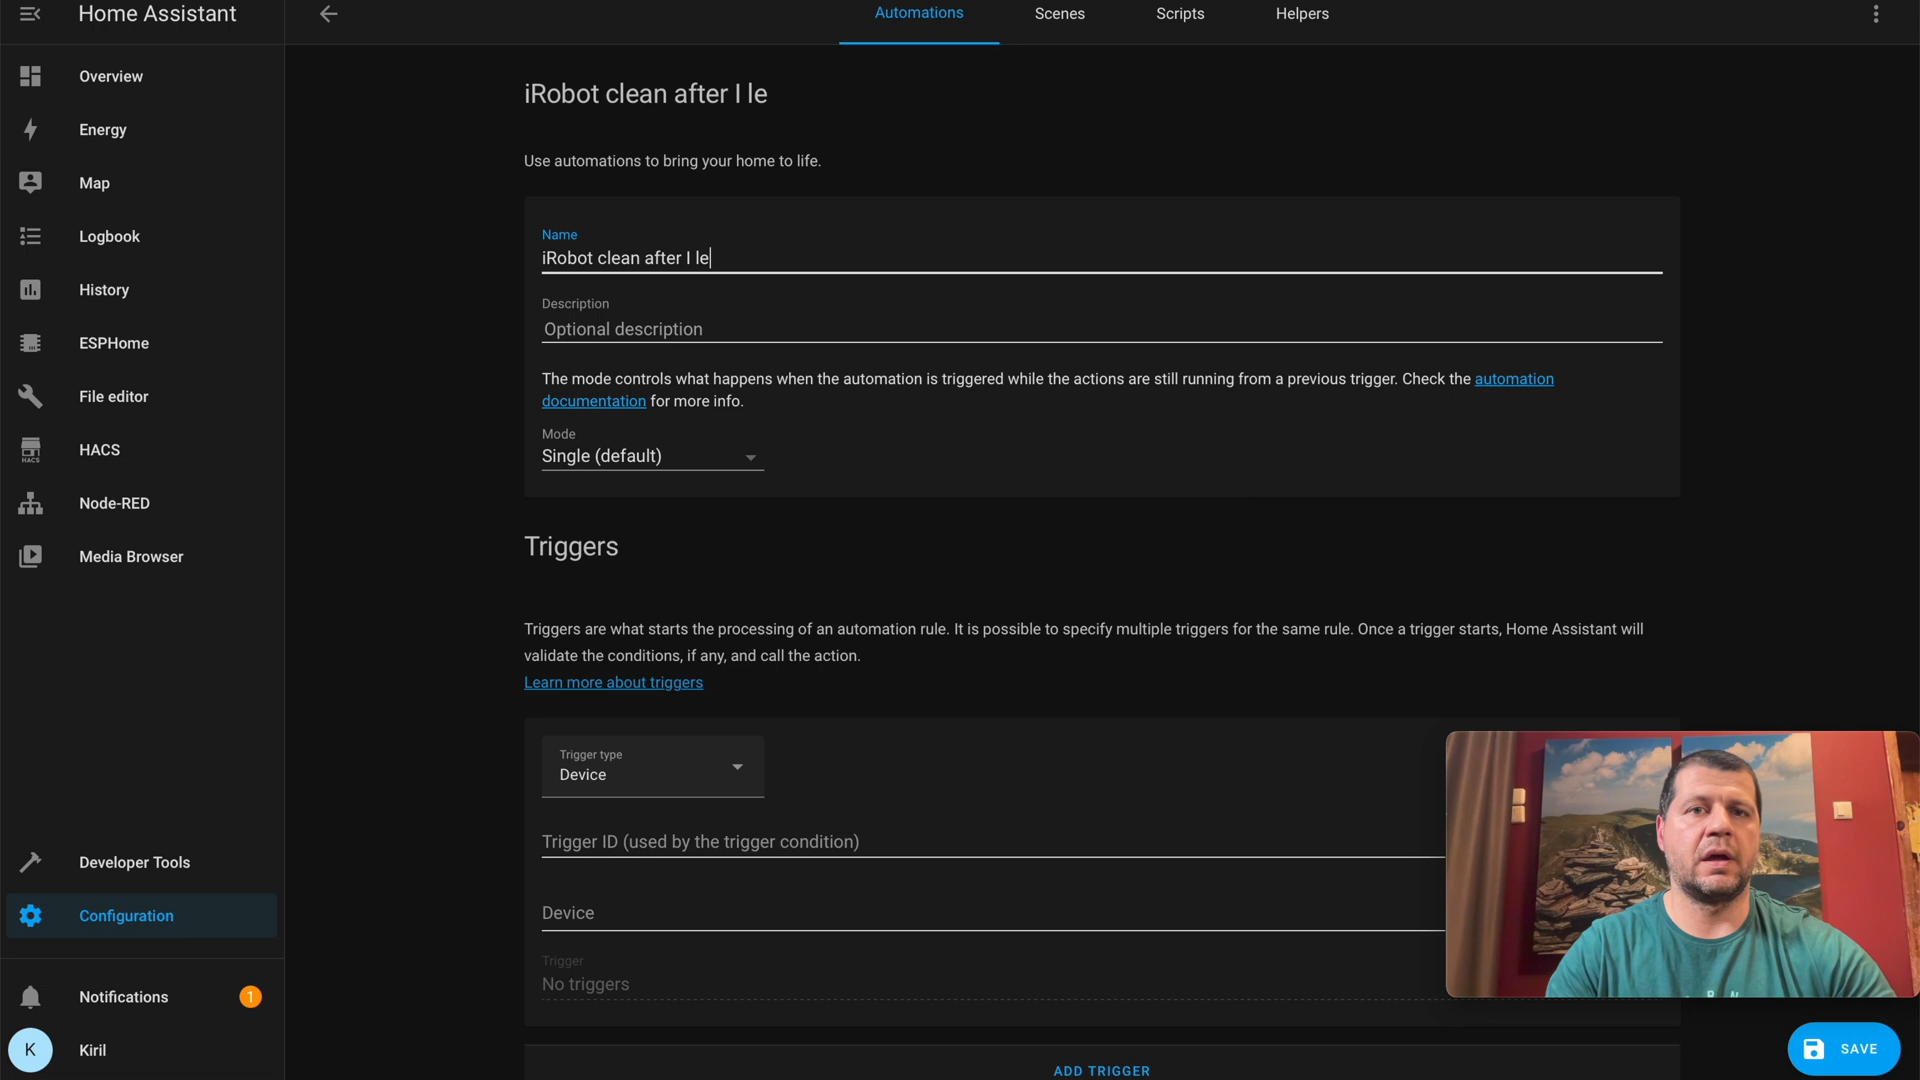 Home Assistant
Automations
Scenes
Scripts
Helpers
Overview
Energy
Map
Logbook
History
ESPHome
File editor
HACS
HACS
Node-RED
Media Browser
Developer Tools
Configuration
Notifications
1
K
Kiril
iRobot clean after I le
Use automations to bring your home to life.
Name
iRobot clean after I le
Description
Optional description
The mode controls what happens when the automation is triggered while the actions are still running from a previous trigger. Check the automation
documentation for more info.
Mode
Single (default)
Triggers
Triggers are what starts the processing of an automation rule. It is possible to specify multiple triggers for the same rule. Once a trigger starts, Home Assistant will
validate the conditions, if any, and call the action.
Learn more about triggers
Trigger type
Device
Trigger ID (used by the trigger condition)
Device
Trigger
No triggers
ADD TRIGGER
SAVE